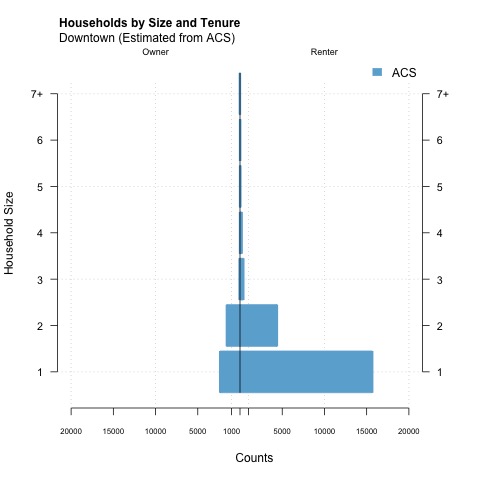 Households by Size and Tenure
Downtown (Estimated from ACS)
Owner Renter
ACS
7+ 7+
6 6
5 5
4 4
3 3
2 2
1 1
Household Size
20000 15000 10000 5000 1000 5000 10000 15000 20000
Counts